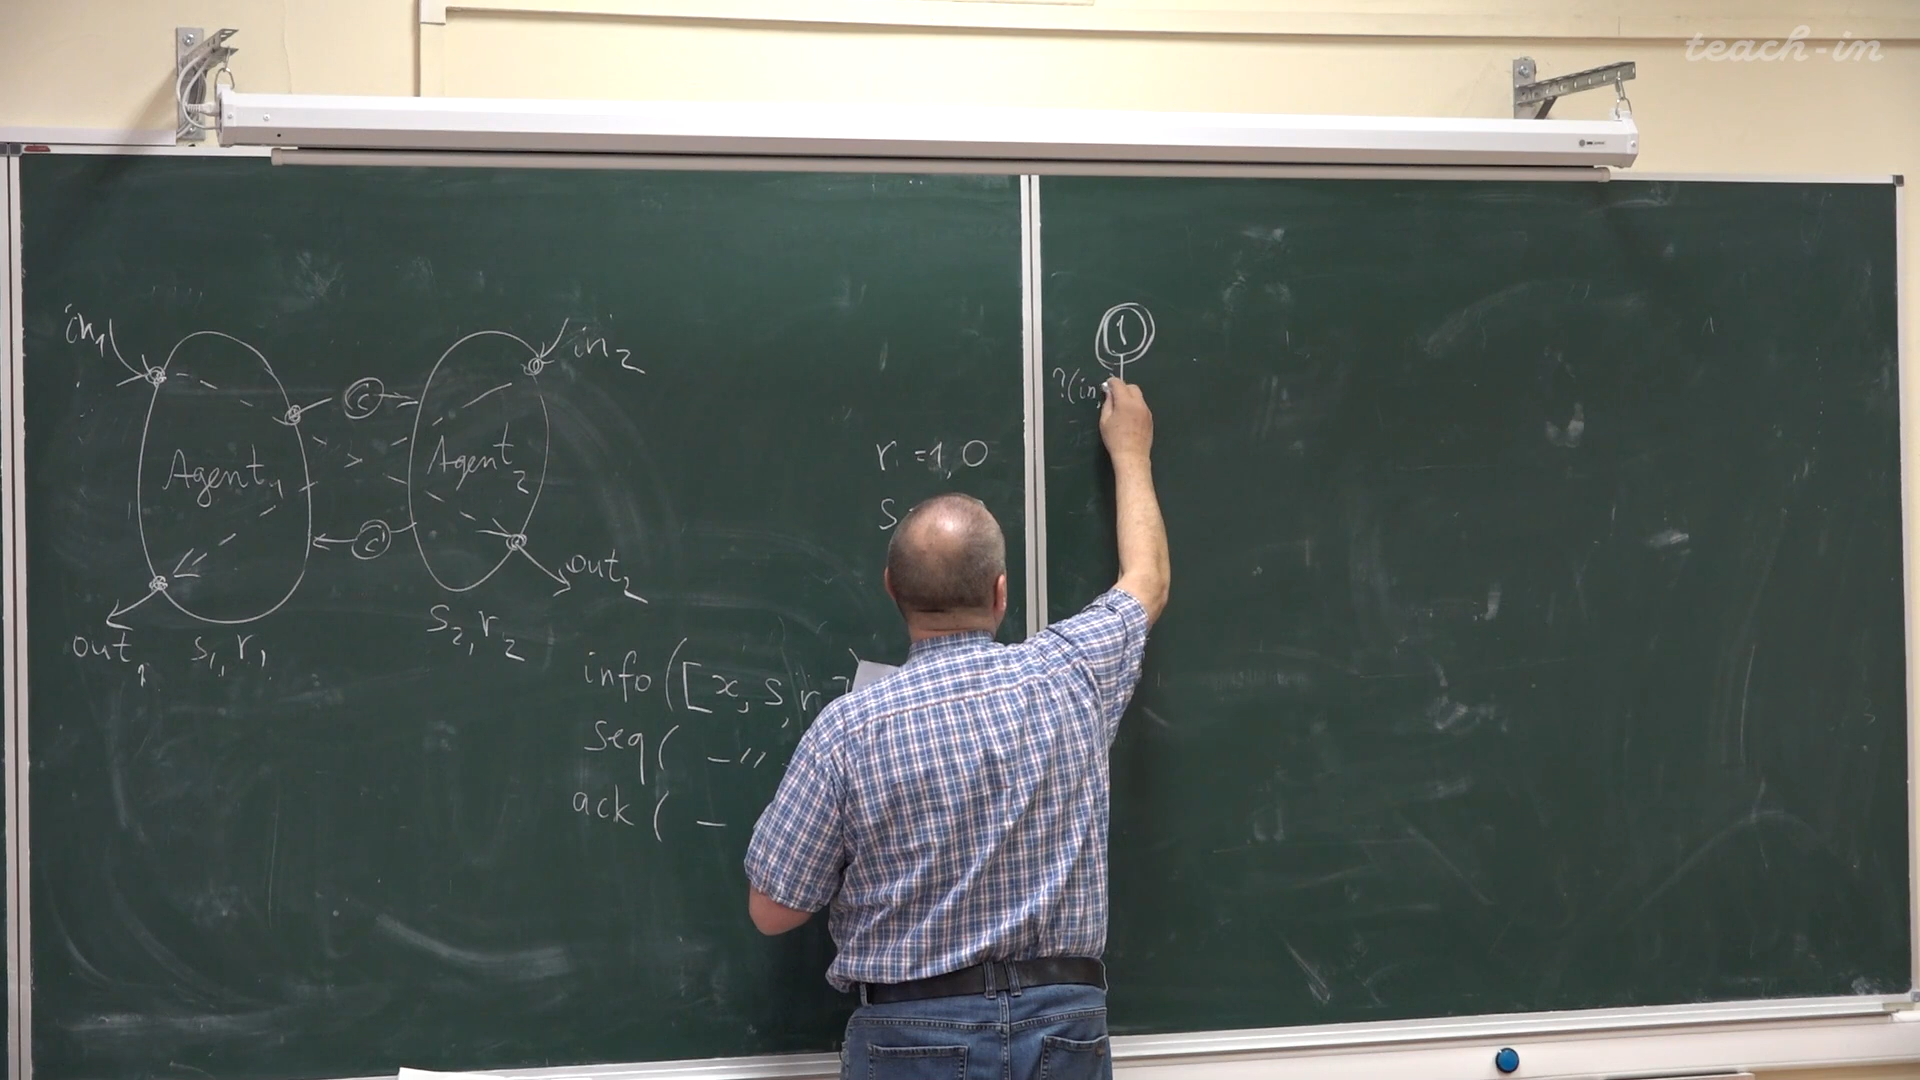 teach-in
in₁
in₂
c
Agent₁
Agent₂
c'
out₁
s₁, r₁
out₂
s₂, r₂
r = 1, 0
s
info([x, s, r])
seq( —〃
ack( —
1
?(in,